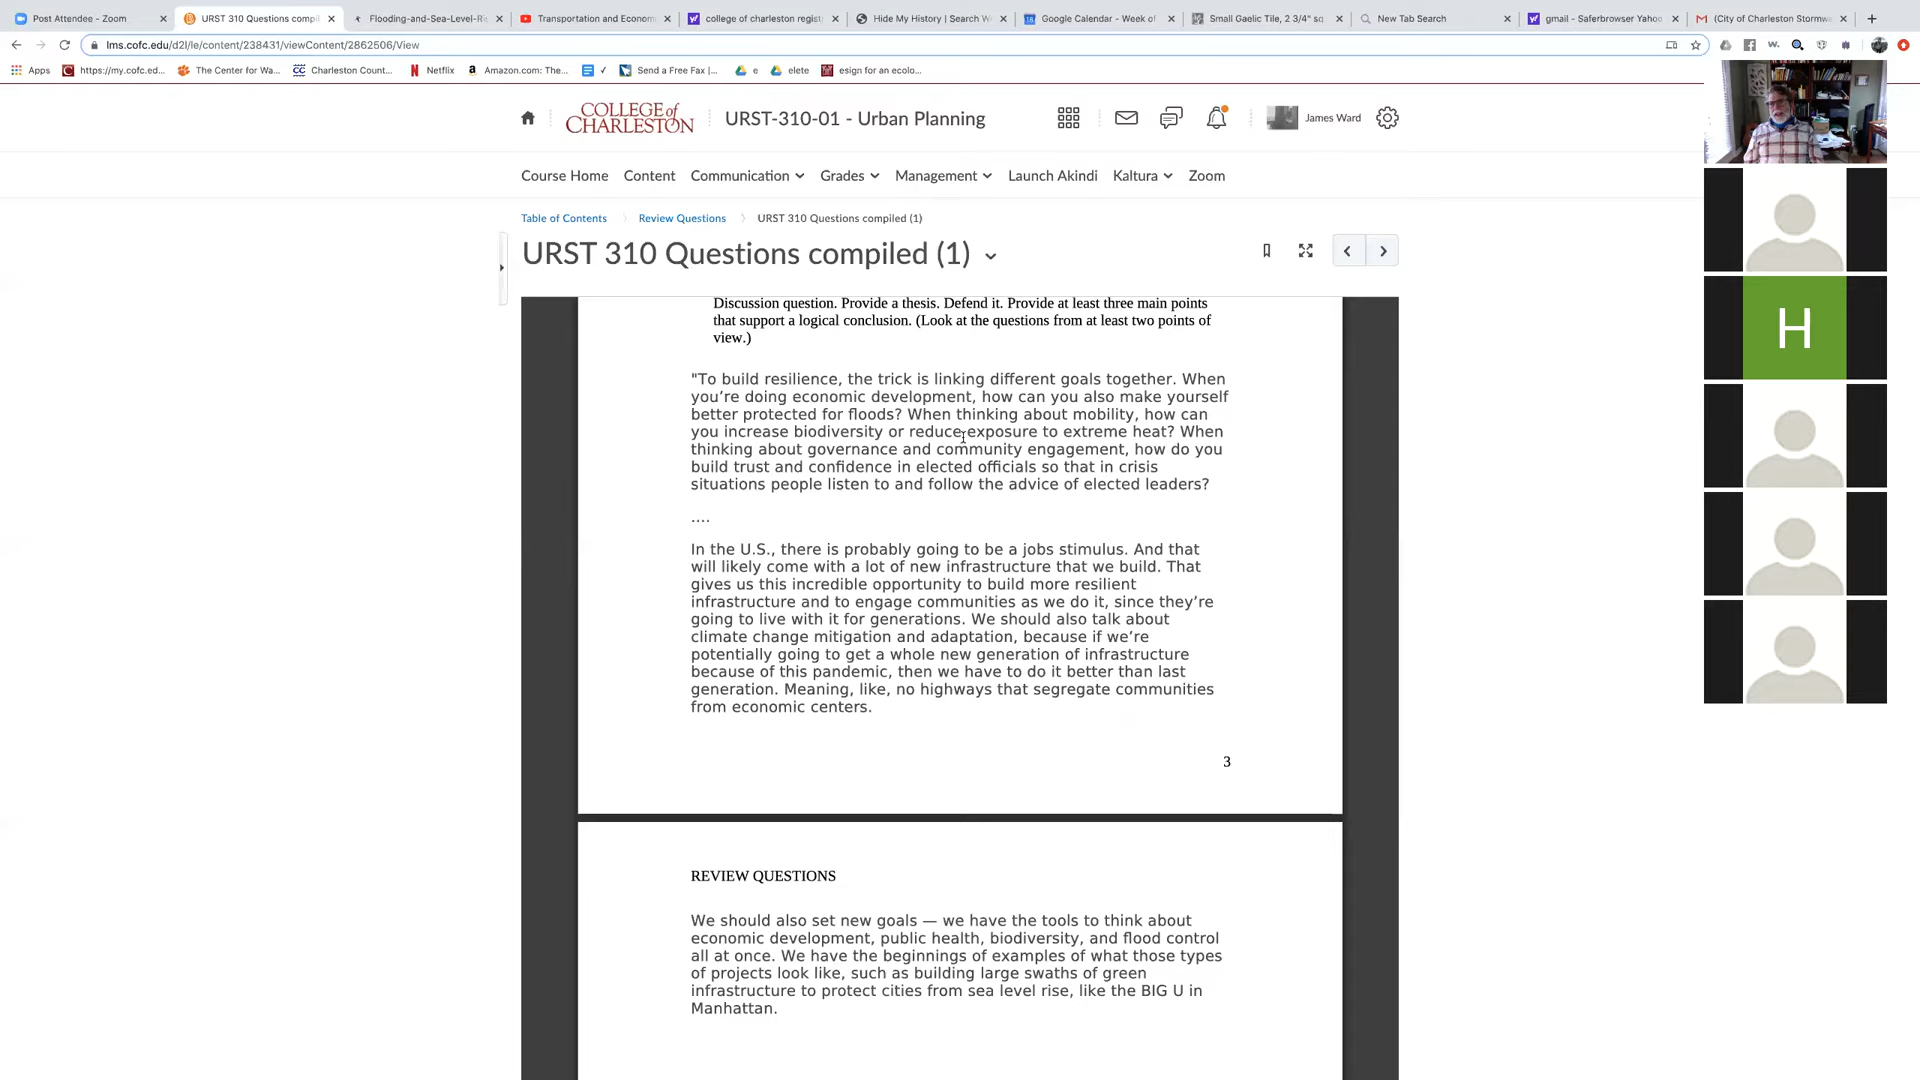 Post Attendee - Zoom
URST 310 Questions compil
Flooding-and-Sea-Level-Ri
Transportation and Econom
college of charleston regist
Hide My History | Search W
Google Calendar - Week of
Small Gaelic Tile, 2 3/4" sq
New Tab Search
gmail - Saferbrowser Yahoo
(City of Charleston Stormw
lms.cofc.edu/d2l/le/content/238431/viewContent/2862506/View
Apps
https://my.cofc.ed...
The Center for Wa...
CC Charleston Count...
Netflix
Amazon.com: The...
Send a Free Fax |...
e
elete
esign for an ecolo...
COLLEGE of CHARLESTON
URST-310-01 - Urban Planning
James Ward
Course Home
Content
Communication
Grades
Management
Launch Akindi
Kaltura
Zoom
Table of Contents
Review Questions
URST 310 Questions compiled (1)
URST 310 Questions compiled (1)
Discussion question. Provide a thesis. Defend it. Provide at least three main points
that support a logical conclusion. (Look at the questions from at least two points of
view.)
"To build resilience, the trick is linking different goals together. When
you’re doing economic development, how can you also make yourself
better protected for floods? When thinking about mobility, how can
you increase biodiversity or reduce exposure to extreme heat? When
thinking about governance and community engagement, how do you
build trust and confidence in elected officials so that in crisis
situations people listen to and follow the advice of elected leaders?
....
In the U.S., there is probably going to be a jobs stimulus. And that
will likely come with a lot of new infrastructure that we build. That
gives us this incredible opportunity to build more resilient
infrastructure and to engage communities as we do it, since they’re
going to live with it for generations. We should also talk about
climate change mitigation and adaptation, because if we’re
potentially going to get a whole new generation of infrastructure
because of this pandemic, then we have to do it better than last
generation. Meaning, like, no highways that segregate communities
from economic centers.
3
REVIEW QUESTIONS
We should also set new goals — we have the tools to think about
economic development, public health, biodiversity, and flood control
all at once. We have the beginnings of examples of what those types
of projects look like, such as building large swaths of green
infrastructure to protect cities from sea level rise, like the BIG U in
Manhattan.
H